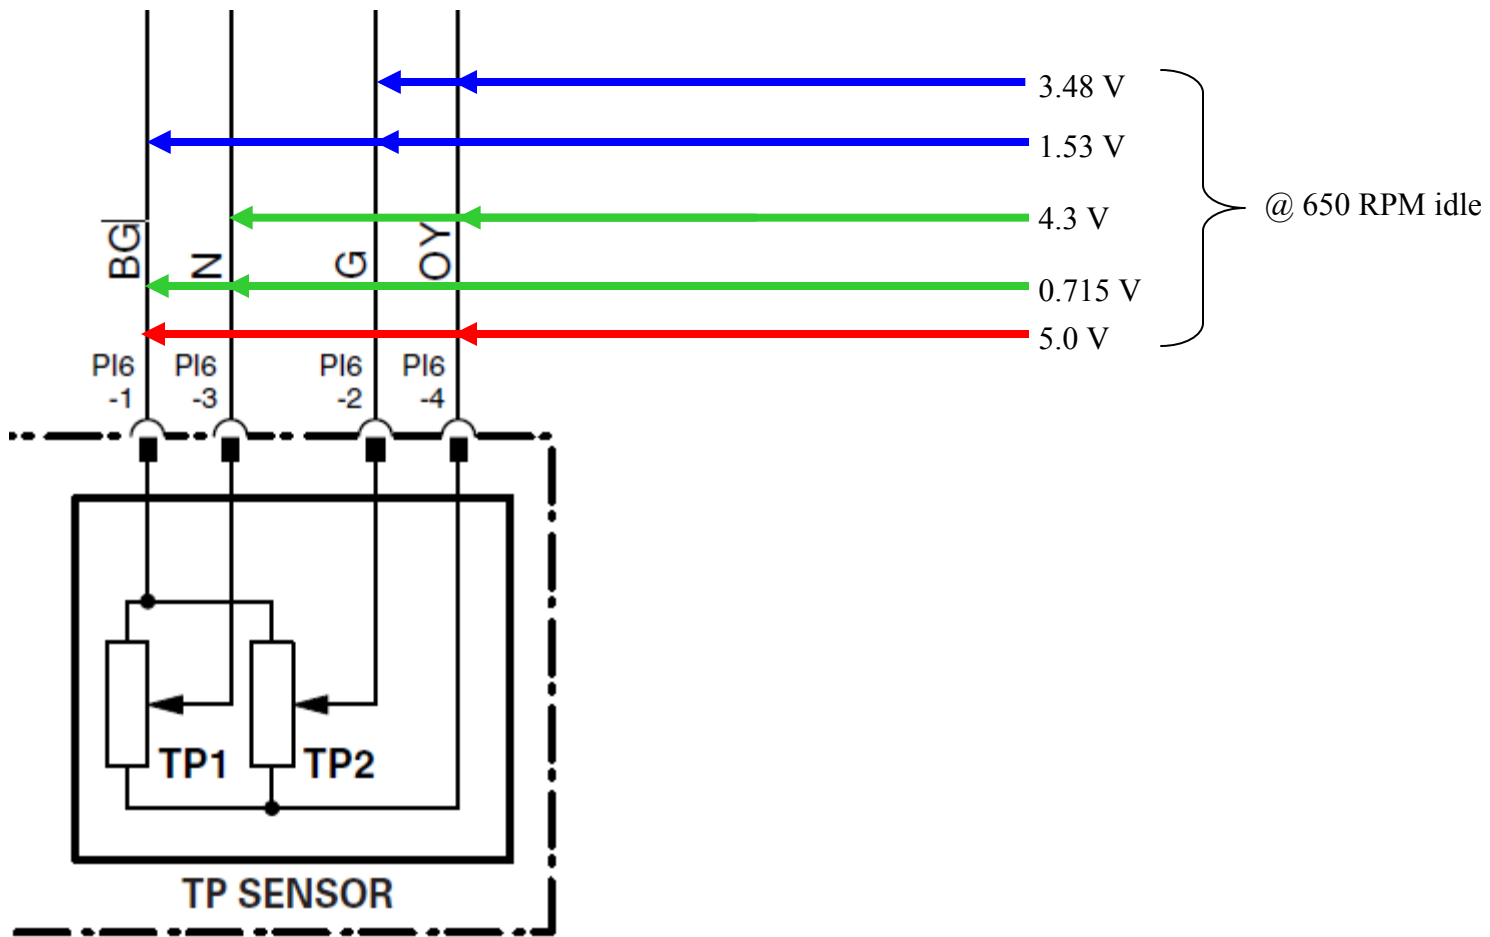 3.48 V
1.53 V
4.3 V
@ 650 RPM idle
BG
N
G
OY
0.715 V
5.0 V
PI6 PI6 PI6 PI6
-1 -3 -2 -4
TP1 TP2
TP SENSOR